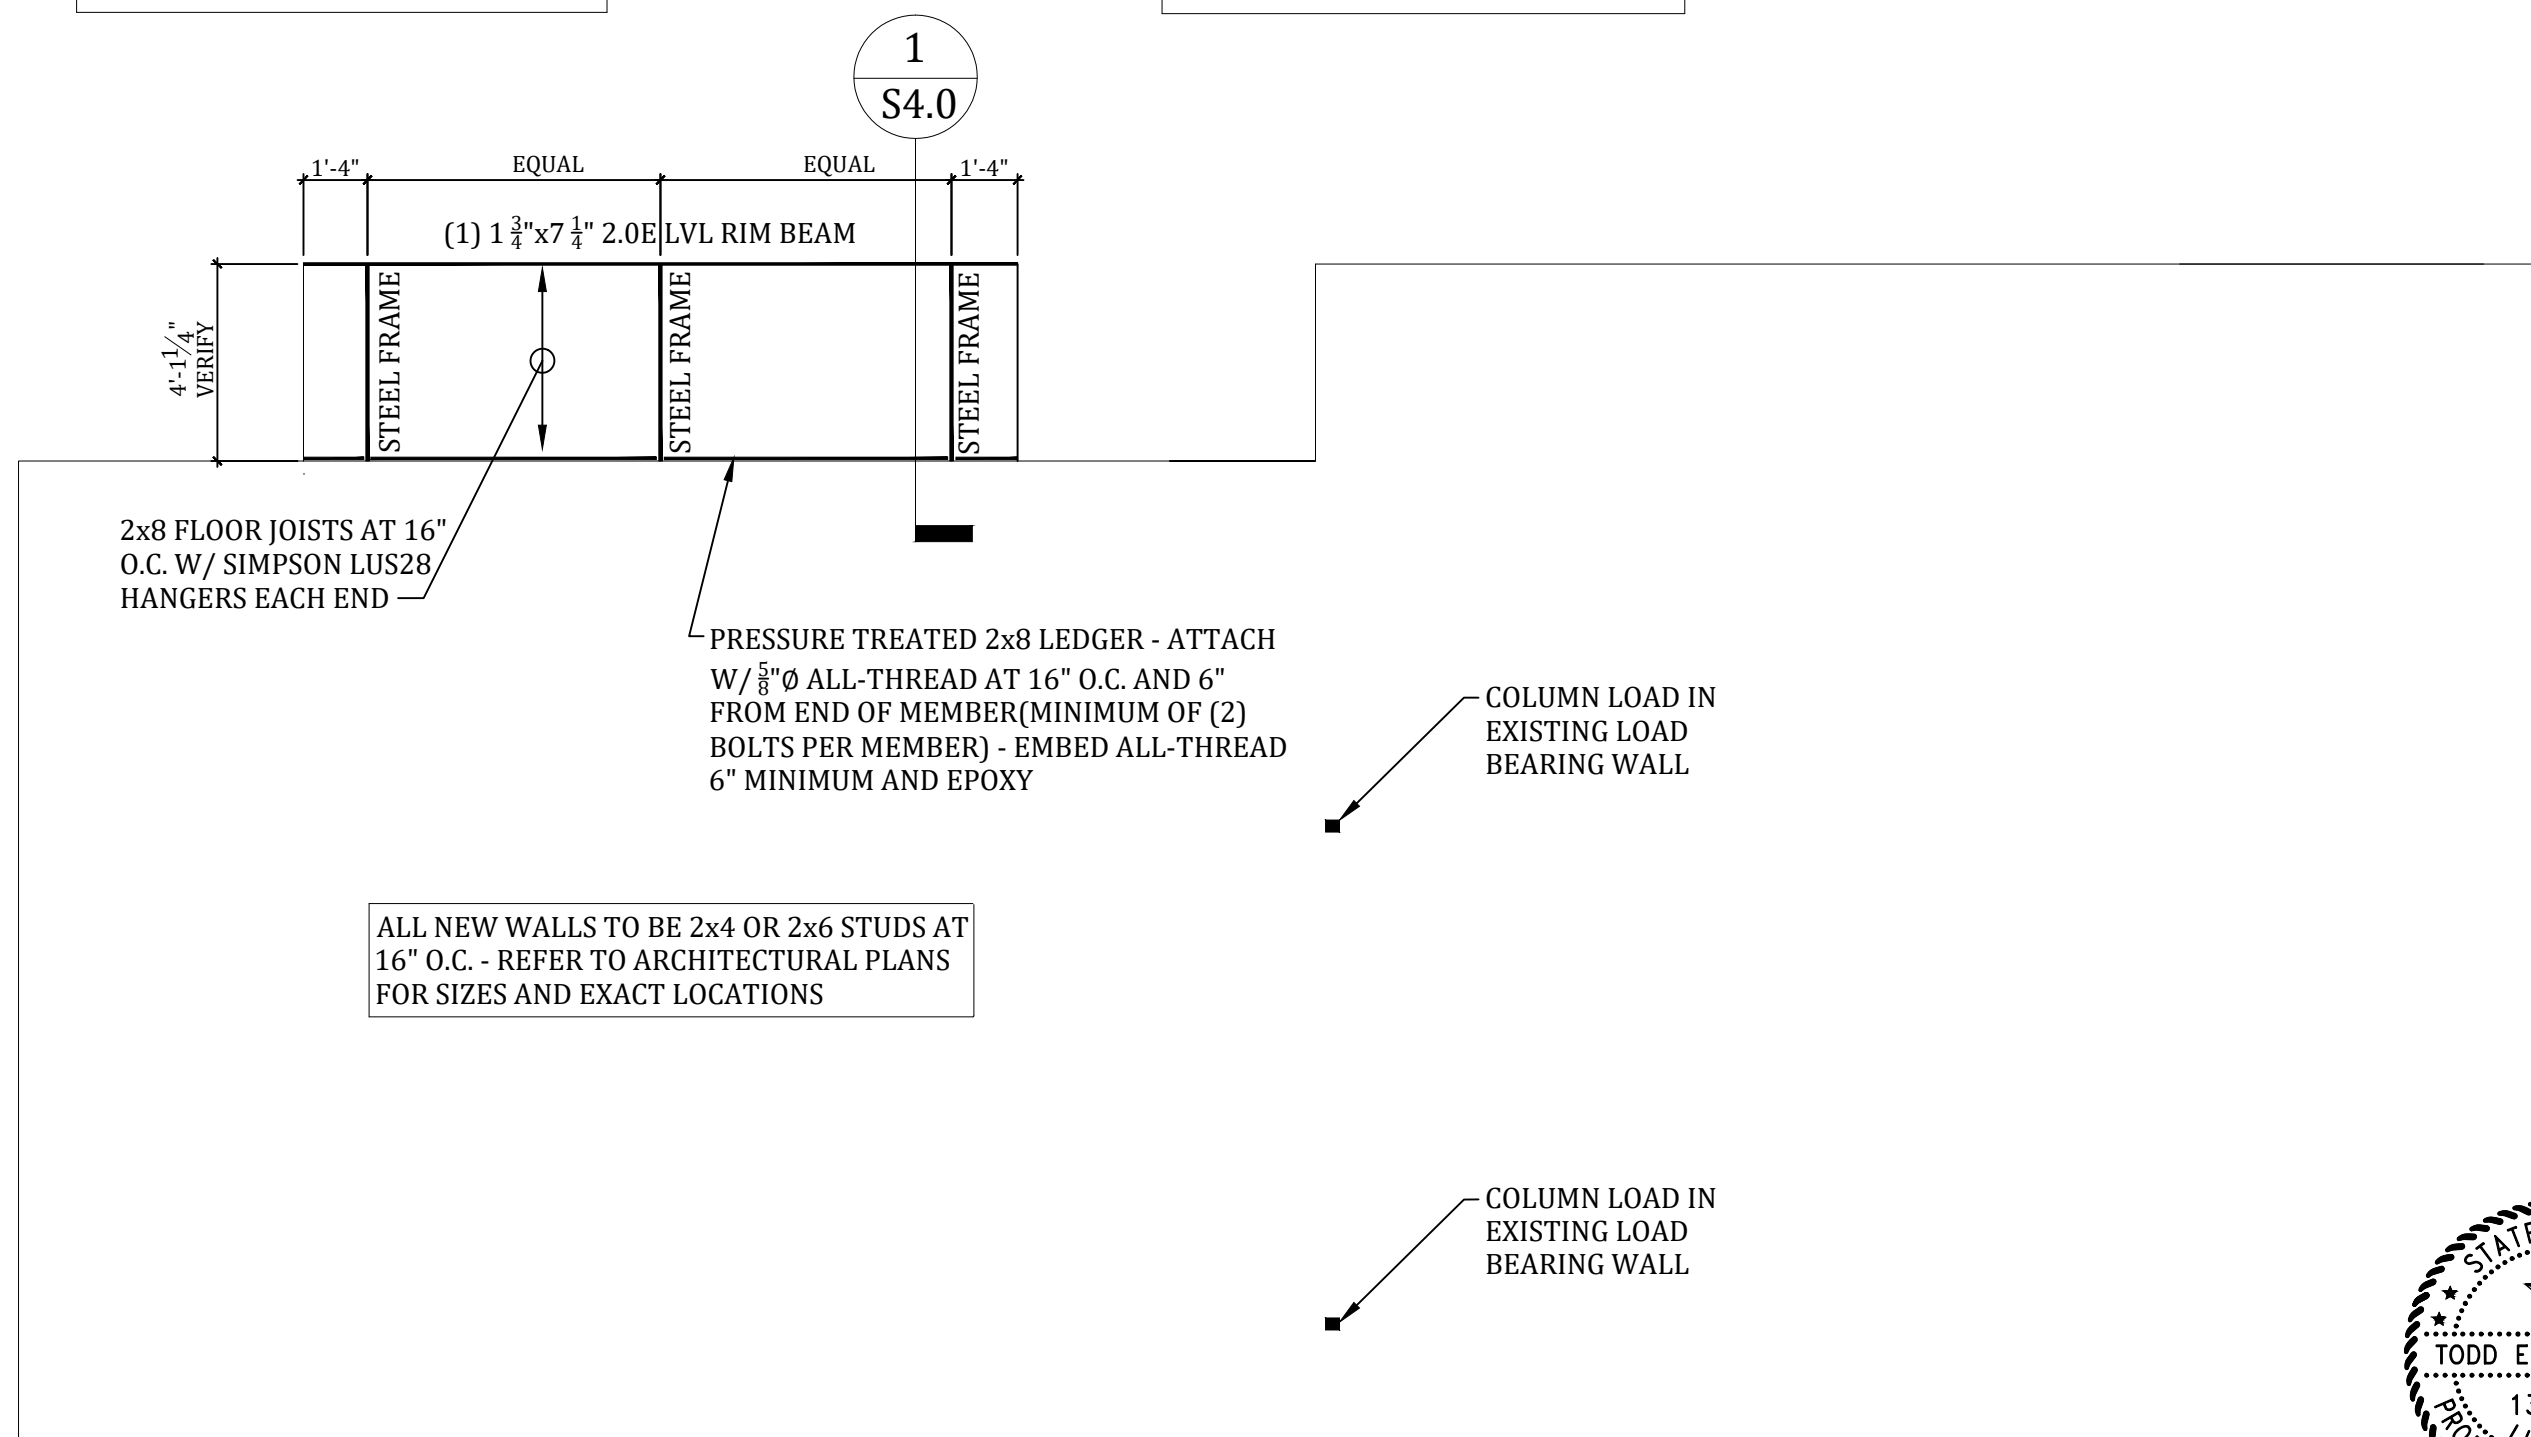 1
S4.0
1'-4"
EQUAL
EQUAL
1'-4"
(1) 1 3/4"x7 1/4" 2.0E LVL RIM BEAM
4'-1 1/4"
VERIFY
STEEL FRAME
STEEL FRAME
STEEL FRAME
2x8 FLOOR JOISTS AT 16"
O.C. W/ SIMPSON LUS28
HANGERS EACH END
PRESSURE TREATED 2x8 LEDGER - ATTACH
W/ 5/8"Ø ALL-THREAD AT 16" O.C. AND 6"
FROM END OF MEMBER(MINIMUM OF (2)
BOLTS PER MEMBER) - EMBED ALL-THREAD
6" MINIMUM AND EPOXY
COLUMN LOAD IN
EXISTING LOAD
BEARING WALL
ALL NEW WALLS TO BE 2x4 OR 2x6 STUDS AT
16" O.C. - REFER TO ARCHITECTURAL PLANS
FOR SIZES AND EXACT LOCATIONS
COLUMN LOAD IN
EXISTING LOAD
BEARING WALL
STATE
TODD E